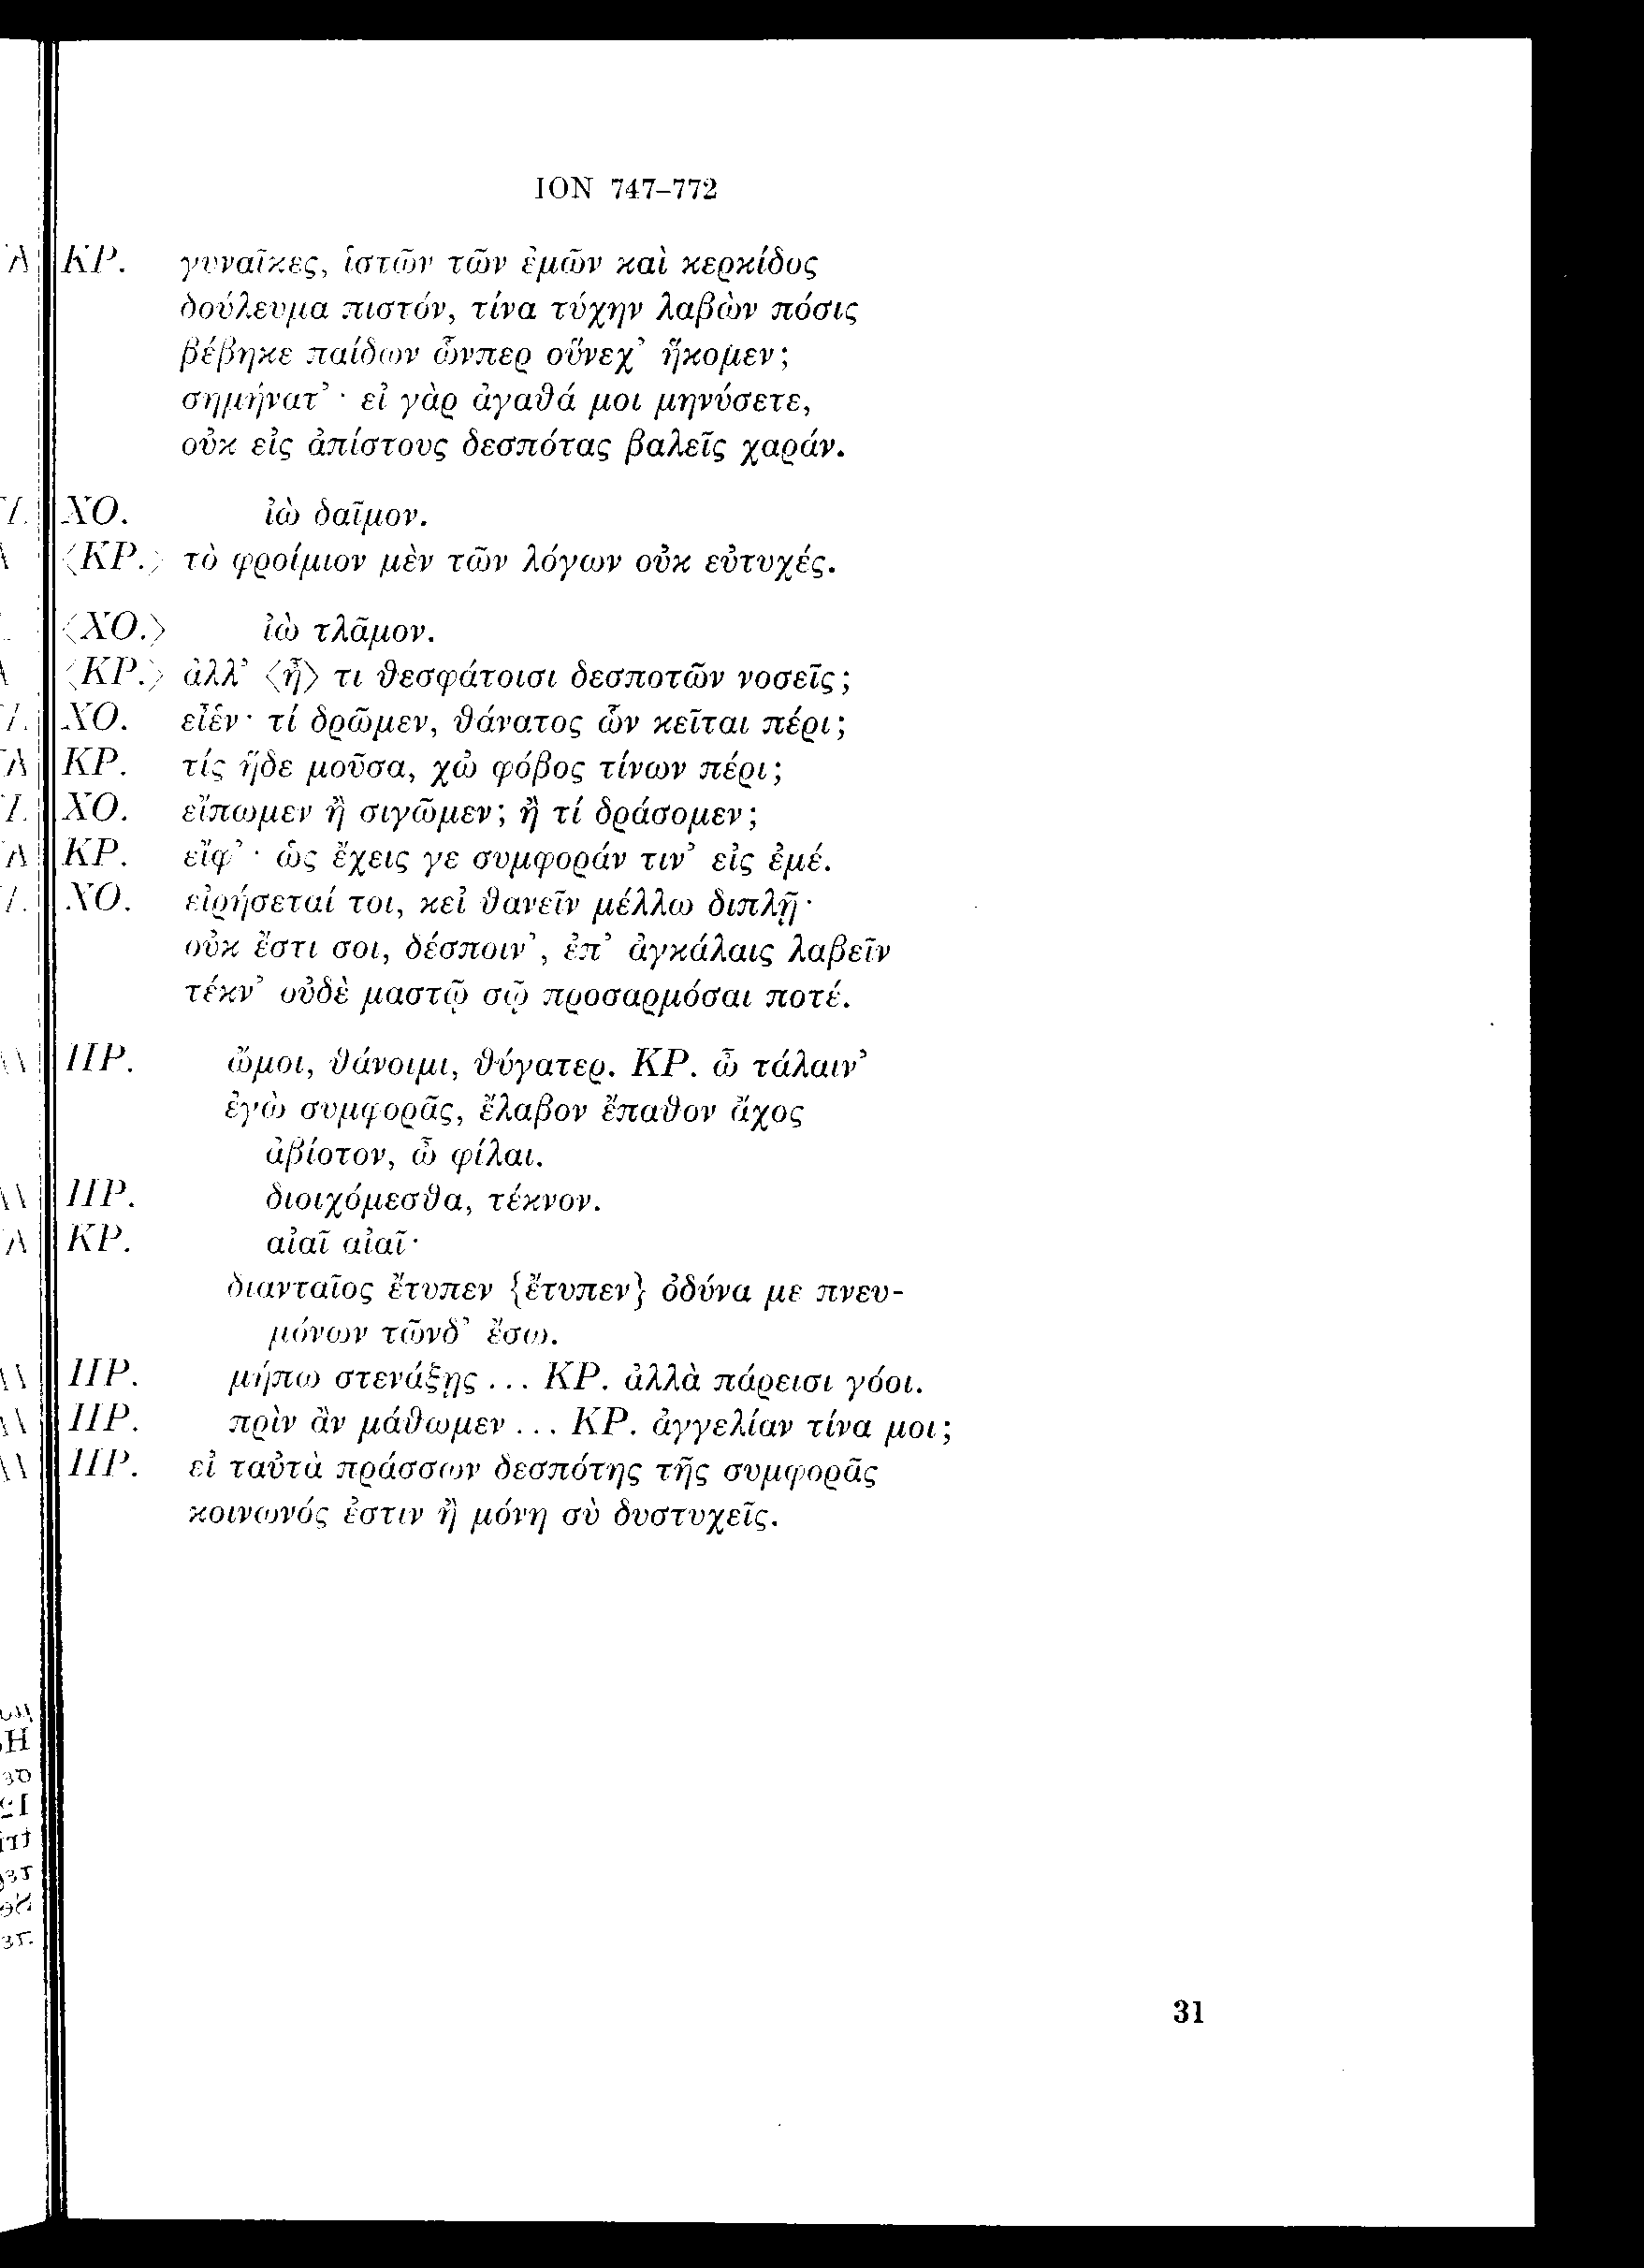 ION 747–772
ΚΡ. γυναῖκες, ἱστῶν τῶν ἐμῶν καὶ κερκίδος
δούλευμα πιστόν, τίνα τύχην λαβὼν πόσις
βέβηκε παίδων ὧνπερ οὕνεχ’ ἥκομεν;
σημήνατ’ · εἰ γὰρ ἀγαθά μοι μηνύσετε,
οὐκ εἰς ἀπίστους δεσπότας βαλεῖς χαράν.
ΧΟ. ἰὼ δαῖμον.
⟨ΚΡ.⟩ τὸ φροίμιον μὲν τῶν λόγων οὐκ εὐτυχές.
⟨ΧΟ.⟩ ἰὼ τλᾶμον.
⟨ΚΡ.⟩ ἀλλ’ ⟨ἦ⟩ τι θεσφάτοισι δεσποτῶν νοσεῖς;
ΧΟ. εἶέν· τί δρῶμεν, θάνατος ὧν κεῖται πέρι;
ΚΡ. τίς ἥδε μοῦσα, χὠ φόβος τίνων πέρι;
ΧΟ. εἴπωμεν ἢ σιγῶμεν; ἢ τί δράσομεν;
ΚΡ. εἴφ’ · ὡς ἔχεις γε συμφοράν τιν’ εἰς ἐμέ.
ΧΟ. εἰρήσεταί τοι, κεἰ θανεῖν μέλλω διπλῇ·
οὐκ ἔστι σοι, δέσποιν’, ἐπ’ ἀγκάλαις λαβεῖν
τέκν’ οὐδὲ μαστῷ σῷ προσαρμόσαι ποτέ.
ΠΡ. ὤμοι, θάνοιμι, θύγατερ. ΚΡ. ὦ τάλαιν’
ἐγὼ συμφορᾶς, ἔλαβον ἔπαθον ἄχος
ἀβίοτον, ὦ φίλαι.
ΠΡ. διοιχόμεσθα, τέκνον.
ΚΡ. αἰαῖ αἰαῖ·
διανταῖος ἔτυπεν {ἔτυπεν} ὀδύνα με πνευ-
μόνων τῶνδ’ ἔσω.
ΠΡ. μήπω στενάξῃς ... ΚΡ. ἀλλὰ πάρεισι γόοι.
ΠΡ. πρὶν ἂν μάθωμεν ... ΚΡ. ἀγγελίαν τίνα μοι;
ΠΡ. εἰ ταὐτὰ πράσσων δεσπότης τῆς συμφορᾶς
κοινωνός ἐστιν ἢ μόνη σὺ δυστυχεῖς.
31